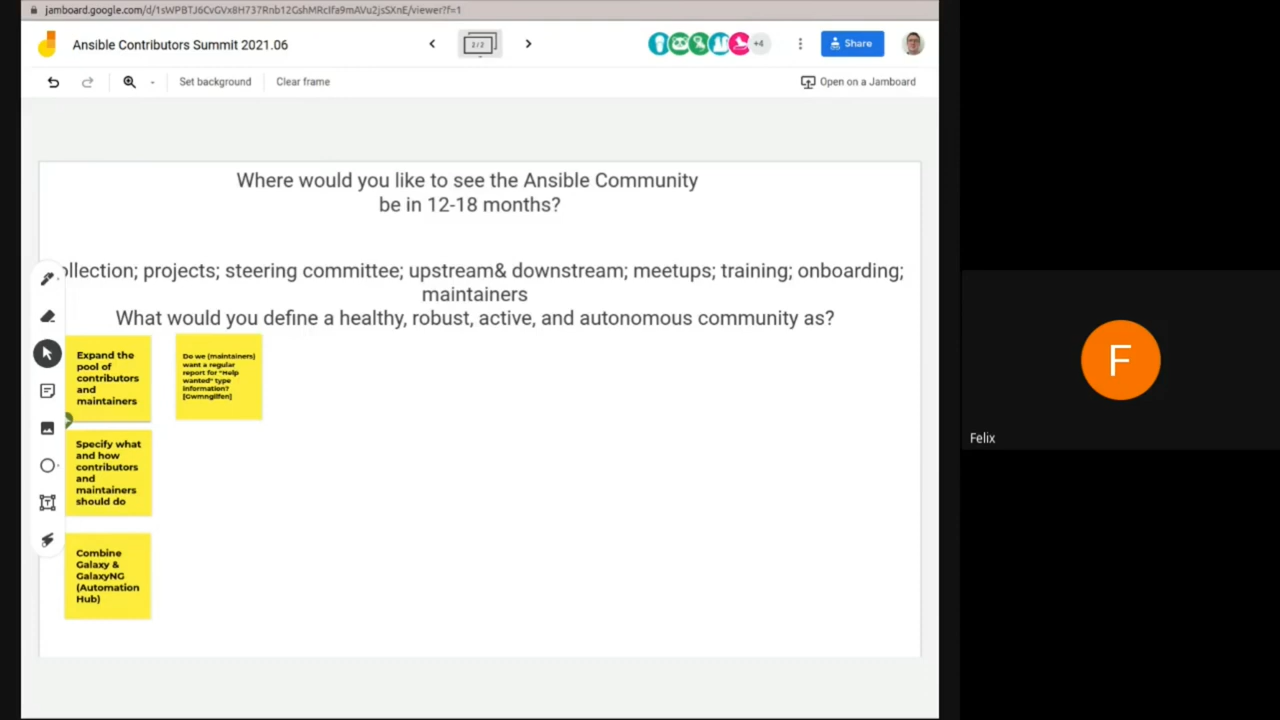 jamboard.google.com/d/1sWPBTJ6CvGVx8H737Rnb12GshMRcIfa9mAVu2jsSXnE/viewer?f=1
Ansible Contributors Summit 2021.06
2/2
+4
Share
Set background
Clear frame
Open on a Jamboard
Where would you like to see the Ansible Community
be in 12-18 months?
ollection; projects; steering committee; upstream& downstream; meetups; training; onboarding;
maintainers
What would you define a healthy, robust, active, and autonomous community as?
Expand the
pool of
contributors
and
maintainers
Do we (maintainers)
want a regular
report for "Help
wanted" type
information?
[Gwmngilfen]
Specify what
and how
contributors
and
maintainers
should do
Combine
Galaxy &
GalaxyNG
(Automation
Hub)
F
Felix